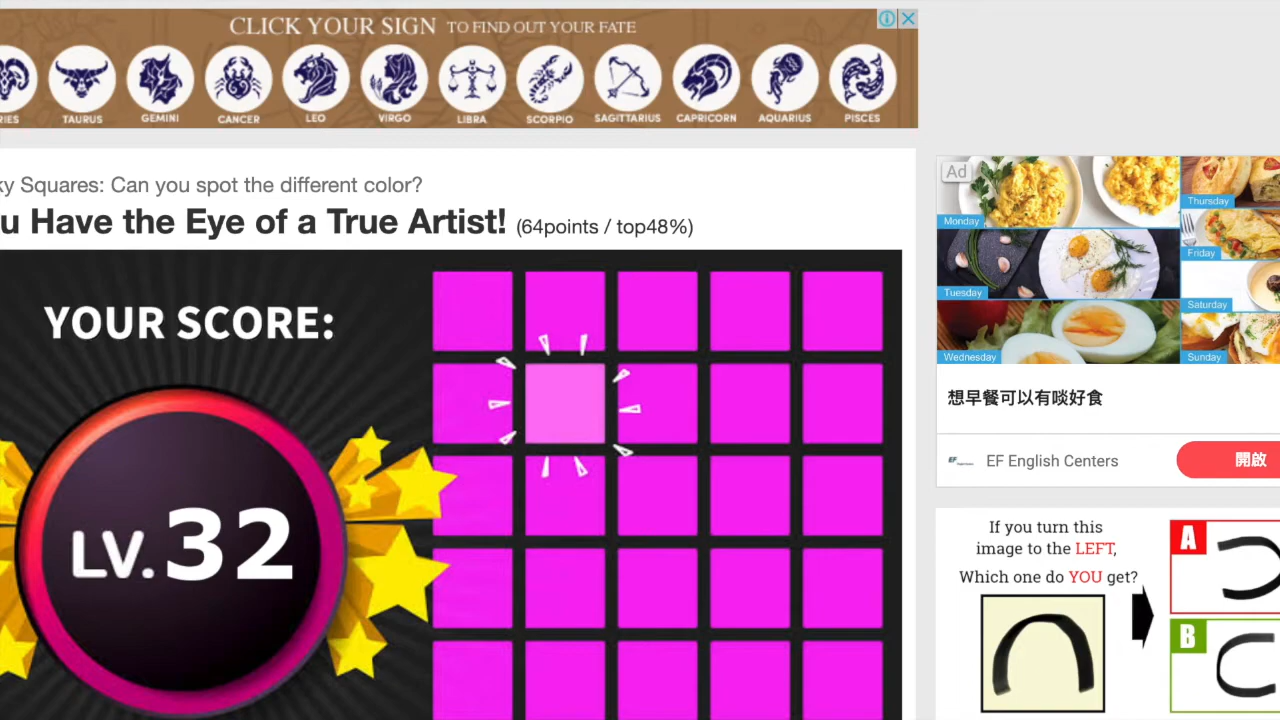 CLICK YOUR SIGN TO FIND OUT YOUR FATE
RIES TAURUS GEMINI CANCER LEO VIRGO LIBRA SCORPIO SAGITTARIUS CAPRICORN AQUARIUS PISCES
ky Squares: Can you spot the different color?
u Have the Eye of a True Artist! (64points / top48%)
YOUR SCORE:
LV.32
Ad
Monday
Tuesday
Wednesday
Thursday
Friday
Saturday
Sunday
想早餐可以有啖好食
EF
EF English Centers
開啟
If you turn this
image to the LEFT,
Which one do YOU get?
A
B